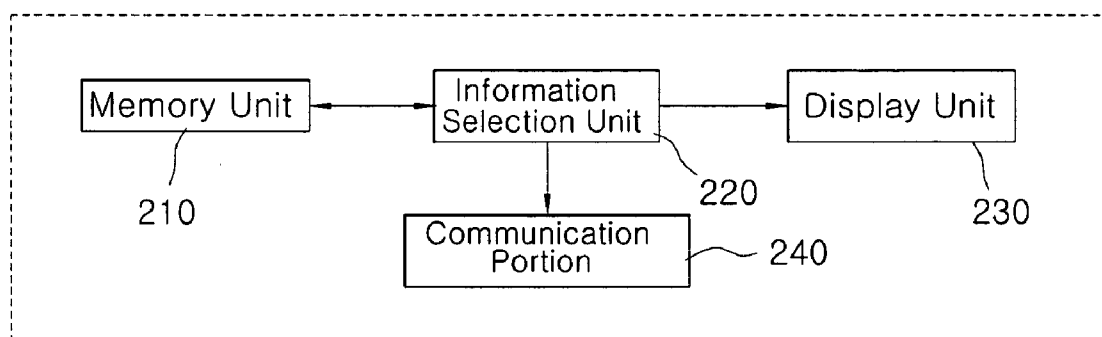 Memory Unit
Information
Selection Unit
Display Unit
210
220
230
Communication
Portion
240